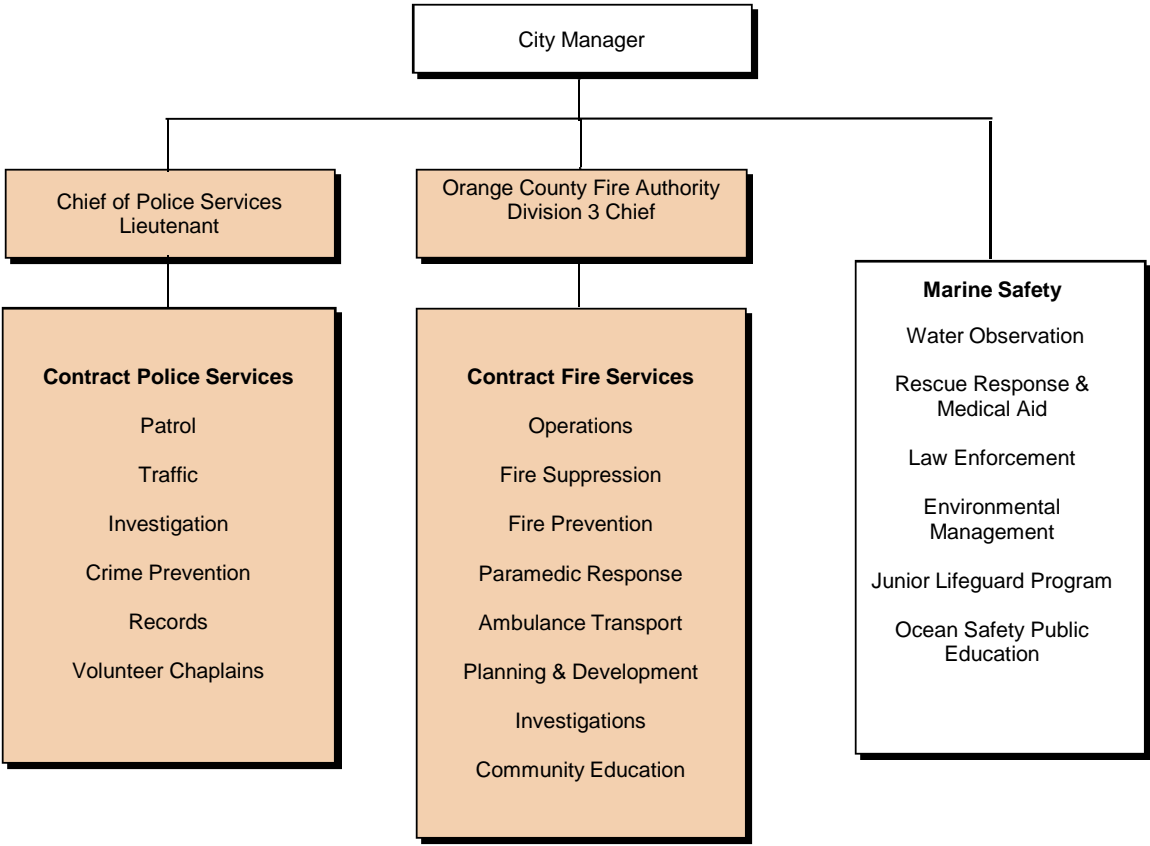 City Manager
Chief of Police Services
Lieutenant
Orange County Fire Authority
Division 3 Chief
Contract Police Services
Patrol
Traffic
Investigation
Crime Prevention
Records
Volunteer Chaplains
Contract Fire Services
Operations
Fire Suppression
Fire Prevention
Paramedic Response
Ambulance Transport
Planning & Development
Investigations
Community Education
Marine Safety
Water Observation
Rescue Response &
Medical Aid
Law Enforcement
Environmental
Management
Junior Lifeguard Program
Ocean Safety Public
Education